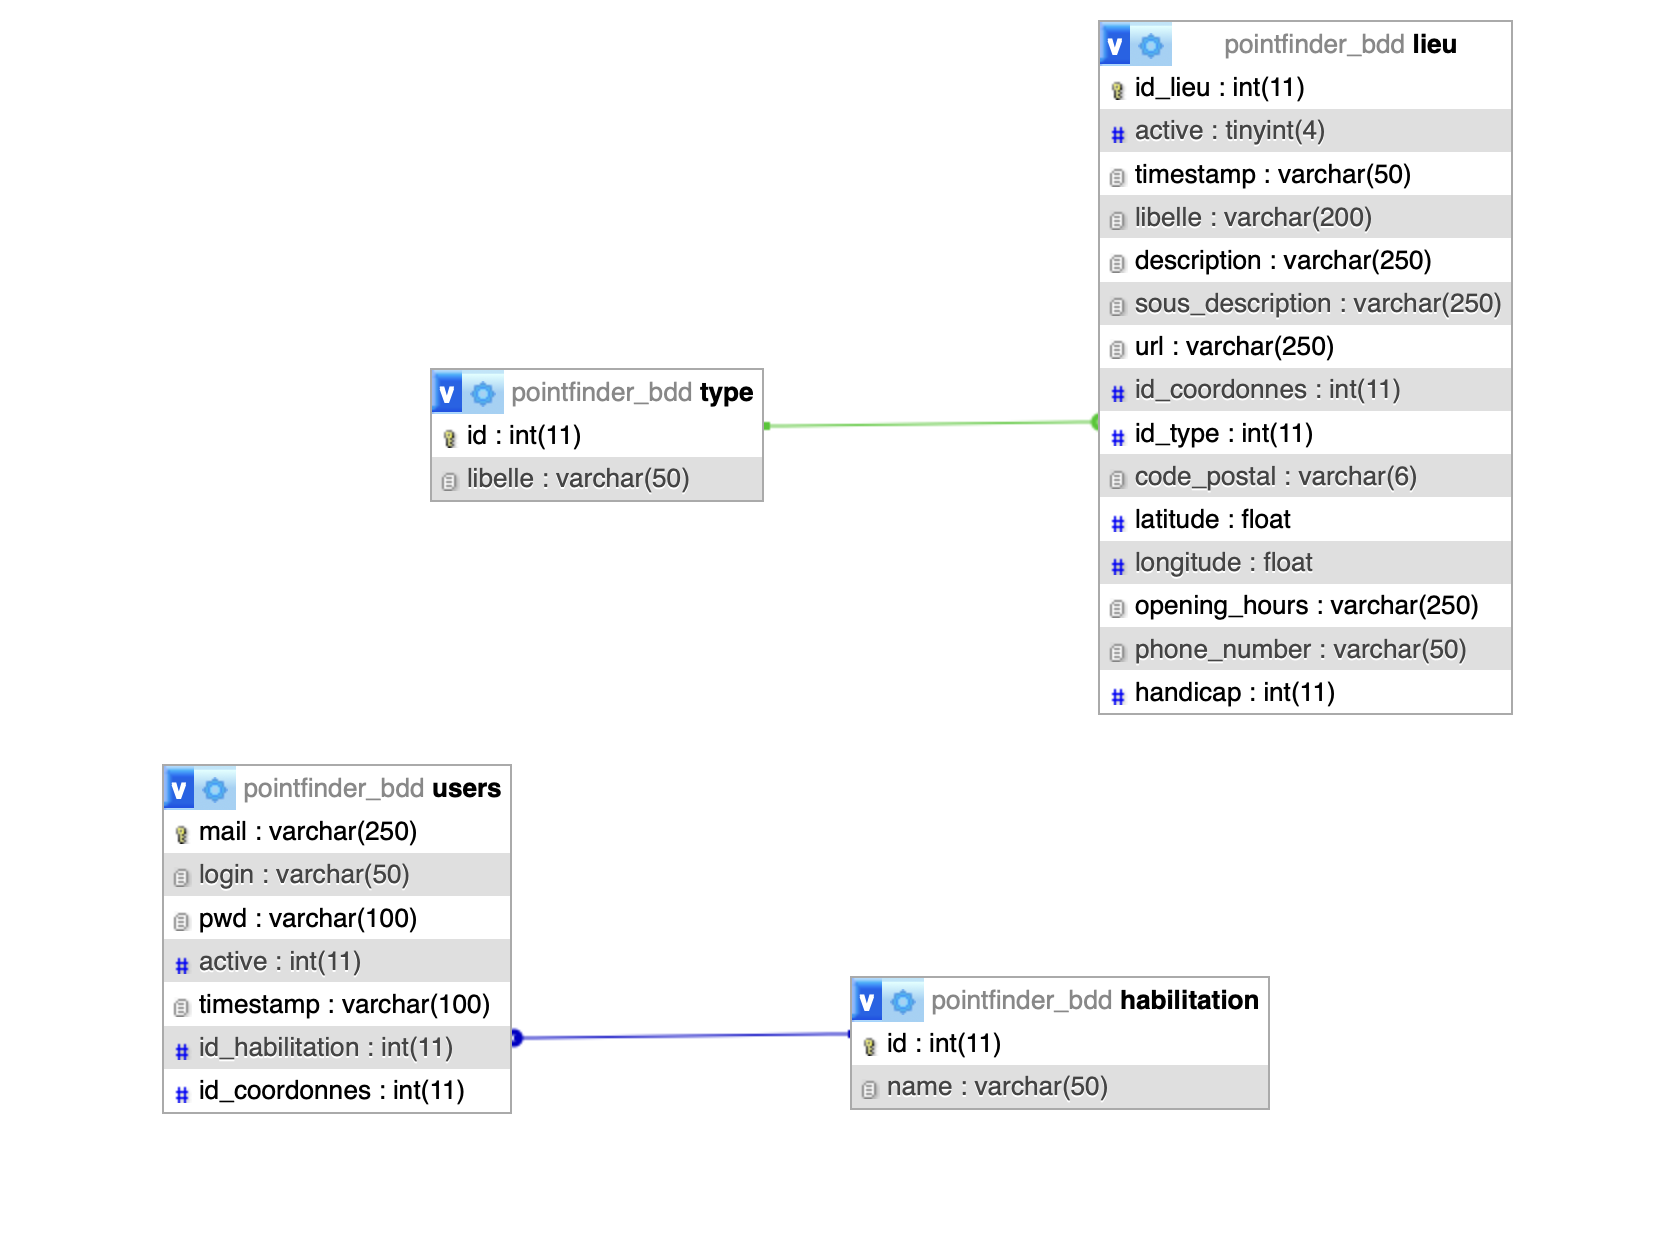 v pointfinder_bdd lieu
id_lieu : int(11)
# active : tinyint(4)
timestamp : varchar(50)
libelle : varchar(200)
description : varchar(250)
sous_description : varchar(250)
url : varchar(250)
# id_coordonnes : int(11)
# id_type : int(11)
code_postal : varchar(6)
# latitude : float
# longitude : float
opening_hours : varchar(250)
phone_number : varchar(50)
# handicap : int(11)
v pointfinder_bdd type
id : int(11)
libelle : varchar(50)
v pointfinder_bdd users
mail : varchar(250)
login : varchar(50)
pwd : varchar(100)
# active : int(11)
timestamp : varchar(100)
# id_habilitation : int(11)
# id_coordonnes : int(11)
v pointfinder_bdd habilitation
id : int(11)
name : varchar(50)